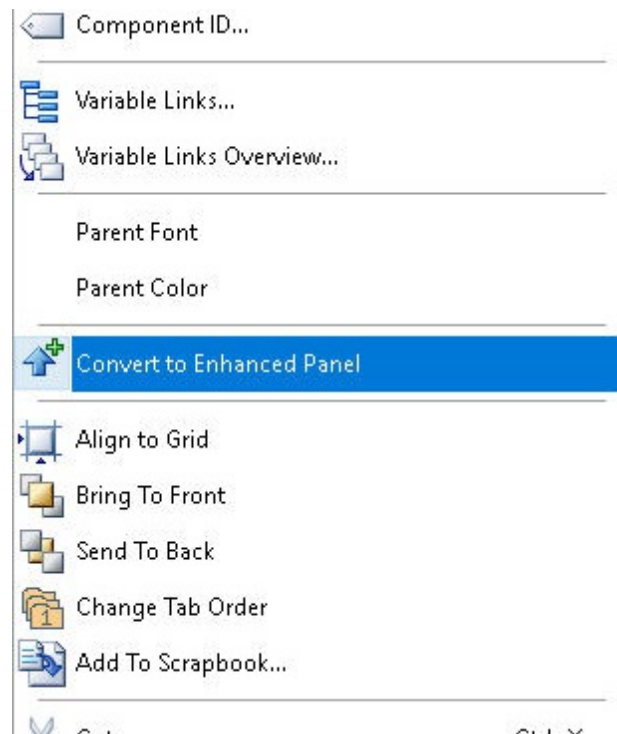 Component ID...
Variable Links...
Variable Links Overview...
Parent Font
Parent Color
Convert to Enhanced Panel
Align to Grid
Bring To Front
Send To Back
1
Change Tab Order
Add To Scrapbook...